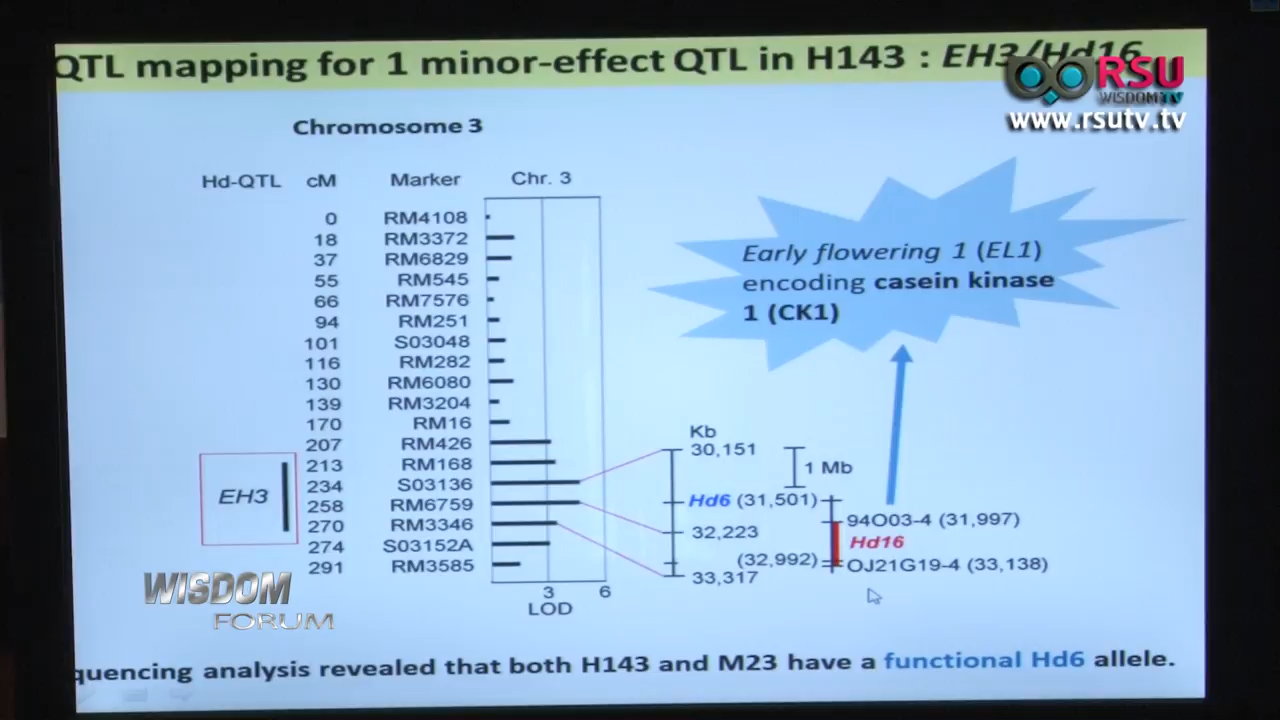 QTL mapping for 1 minor-effect QTL in H143 : EH3/Hd16
RSU
WISDOM TV
www.rsutv.tv
Chromosome 3
Hd-QTL cM Marker Chr. 3
0 RM4108
18 RM3372
37 RM6829
55 RM545
66 RM7576
94 RM251
101 S03048
116 RM282
130 RM6080
139 RM3204
170 RM16
207 RM426
213 RM168
234 S03136
258 RM6759
270 RM3346
274 S03152A
291 RM3585
EH3
3 6
LOD
Early flowering 1 (EL1)
encoding casein kinase
1 (CK1)
Kb
30,151
1 Mb
Hd6 (31,501)
94O03-4 (31,997)
32,223
Hd16
(32,992)
OJ21G19-4 (33,138)
33,317
WISDOM
FORUM
quencing analysis revealed that both H143 and M23 have a functional Hd6 allele.